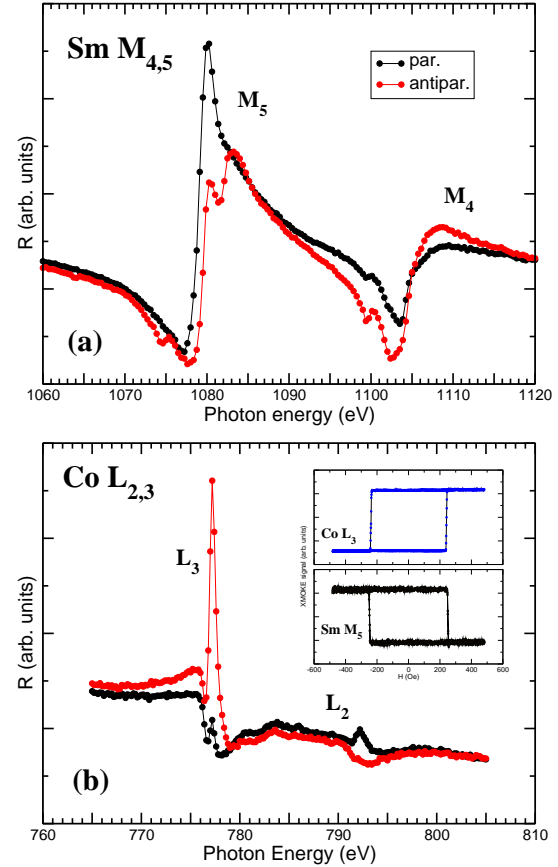 Sm M4,5
par.
antipar.
M5
M4
R (arb. units)
(a)
1060 1070 1080 1090 1100 1110 1120
Photon energy (eV)
Co L2,3
L3
L2
R (arb. units)
(b)
XMOKE signal (arb. units)
Co L3
Sm M5
-600 -400 -200 0 200 400 600
H (Oe)
760 770 780 790 800 810
Photon Energy (eV)